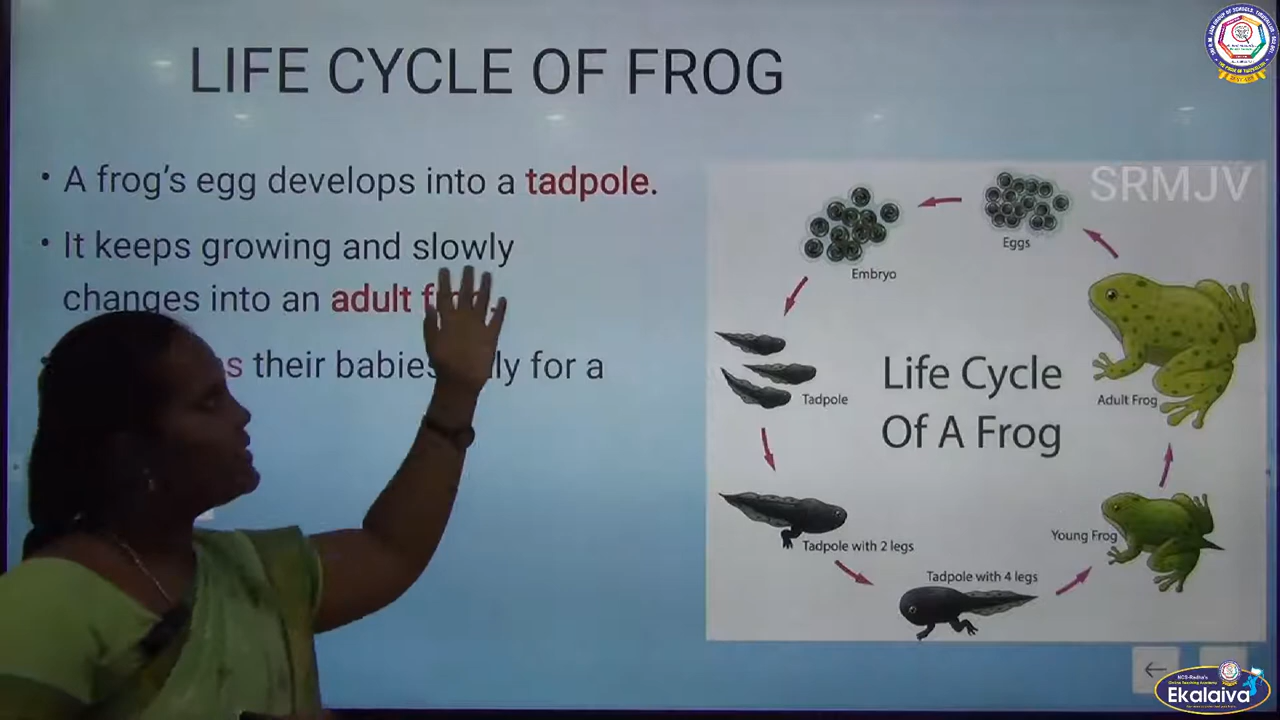 LIFE CYCLE OF FROG
• A frog's egg develops into a tadpole.
• It keeps growing and slowly
changes into an adult
their babies for a
SRMJV
Eggs
Embryo
Tadpole
Adult Frog
Life Cycle
Of A Frog
Tadpole with 2 legs
Young Frog
Tadpole with 4 legs
Ekalaiva